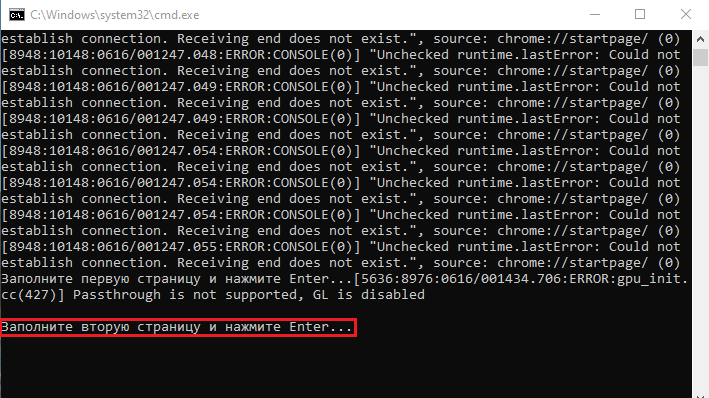 C:\Windows\system32\cmd.exe
establish connection. Receiving end does not exist.", source: chrome://startpage/ (0)
[8948:10148:0616/001247.048:ERROR:CONSOLE(0)] "Unchecked runtime.lastError: Could not
establish connection. Receiving end does not exist.", source: chrome://startpage/ (0)
[8948:10148:0616/001247.049:ERROR:CONSOLE(0)] "Unchecked runtime.lastError: Could not
establish connection. Receiving end does not exist.", source: chrome://startpage/ (0)
[8948:10148:0616/001247.049:ERROR:CONSOLE(0)] "Unchecked runtime.lastError: Could not
establish connection. Receiving end does not exist.", source: chrome://startpage/ (0)
[8948:10148:0616/001247.054:ERROR:CONSOLE(0)] "Unchecked runtime.lastError: Could not
establish connection. Receiving end does not exist.", source: chrome://startpage/ (0)
[8948:10148:0616/001247.054:ERROR:CONSOLE(0)] "Unchecked runtime.lastError: Could not
establish connection. Receiving end does not exist.", source: chrome://startpage/ (0)
[8948:10148:0616/001247.054:ERROR:CONSOLE(0)] "Unchecked runtime.lastError: Could not
establish connection. Receiving end does not exist.", source: chrome://startpage/ (0)
[8948:10148:0616/001247.055:ERROR:CONSOLE(0)] "Unchecked runtime.lastError: Could not
establish connection. Receiving end does not exist.", source: chrome://startpage/ (0)
Заполните первую страницу и нажмите Enter...[5636:8976:0616/001434.706:ERROR:gpu_init.
cc(427)] Passthrough is not supported, GL is disabled
Заполните вторую страницу и нажмите Enter...